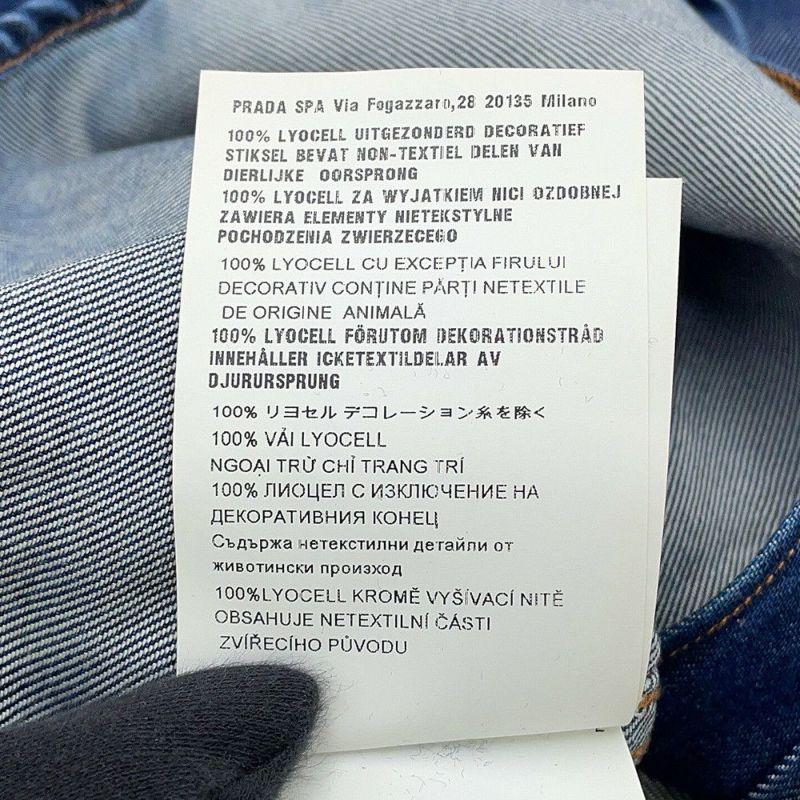 PRADA SPA Via Fogazzaro,28 20135 Milano
100% LYOCELL UITGEZONDERD DECORATIEF
STIKSEL BEVAT NON-TEXTIEL DELEN VAN
DIERLIJKE OORSPRONG
100% LYOCELL ZA WYJATKIEM NICI OZDOBNEJ
ZAWIERA ELEMENTY NIETEKSTYLNE
POCHODZENIA ZWIERZECEGO
100% LYOCELL CU EXCEPȚIA FIRULUI
DECORATIV CONȚINE PĂRȚI NETEXTILE
DE ORIGINE ANIMALĂ
100% LYOCELL FÖRUTOM DEKORATIONSTRÅD
INNEHÅLLER ICKETEXTILDELAR AV
DJURURSPRUNG
100% リヨセル デコレーション糸を除く
100% VẢI LYOCELL
NGOẠI TRỪ CHỈ TRANG TRÍ
100% ЛИОЦЕЛ С ИЗКЛЮЧЕНИЕ НА
ДЕКОРАТИВНИЯ КОНЕЦ
Съдържа нетекстилни детайли от
животински произход
100%LYOCELL KROMĚ VYŠÍVACÍ NITĚ
OBSAHUJE NETEXTILNÍ ČÁSTI
ZVÍŘECÍHO PŮVODU